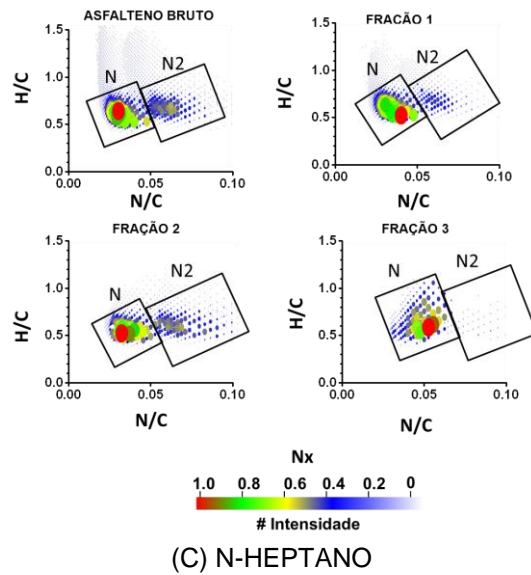 ASFALTENO BRUTO
FRAÇÃO 1
1.5
1.0
0.5
0.0
H/C
N
N2
0.00
0.05
0.10
N/C
1.5
1.0
0.5
0.0
H/C
N
N2
0.00
0.05
0.10
N/C
FRAÇÃO 2
FRAÇÃO 3
1.5
1.0
0.5
0.0
H/C
N
N2
0.00
0.05
0.10
N/C
1.5
1.0
0.5
0.0
H/C
N
N2
0.00
0.05
0.10
N/C
Nx
1.0 0.8 0.6 0.4 0.2 0
# Intensidade
(C) N-HEPTANO